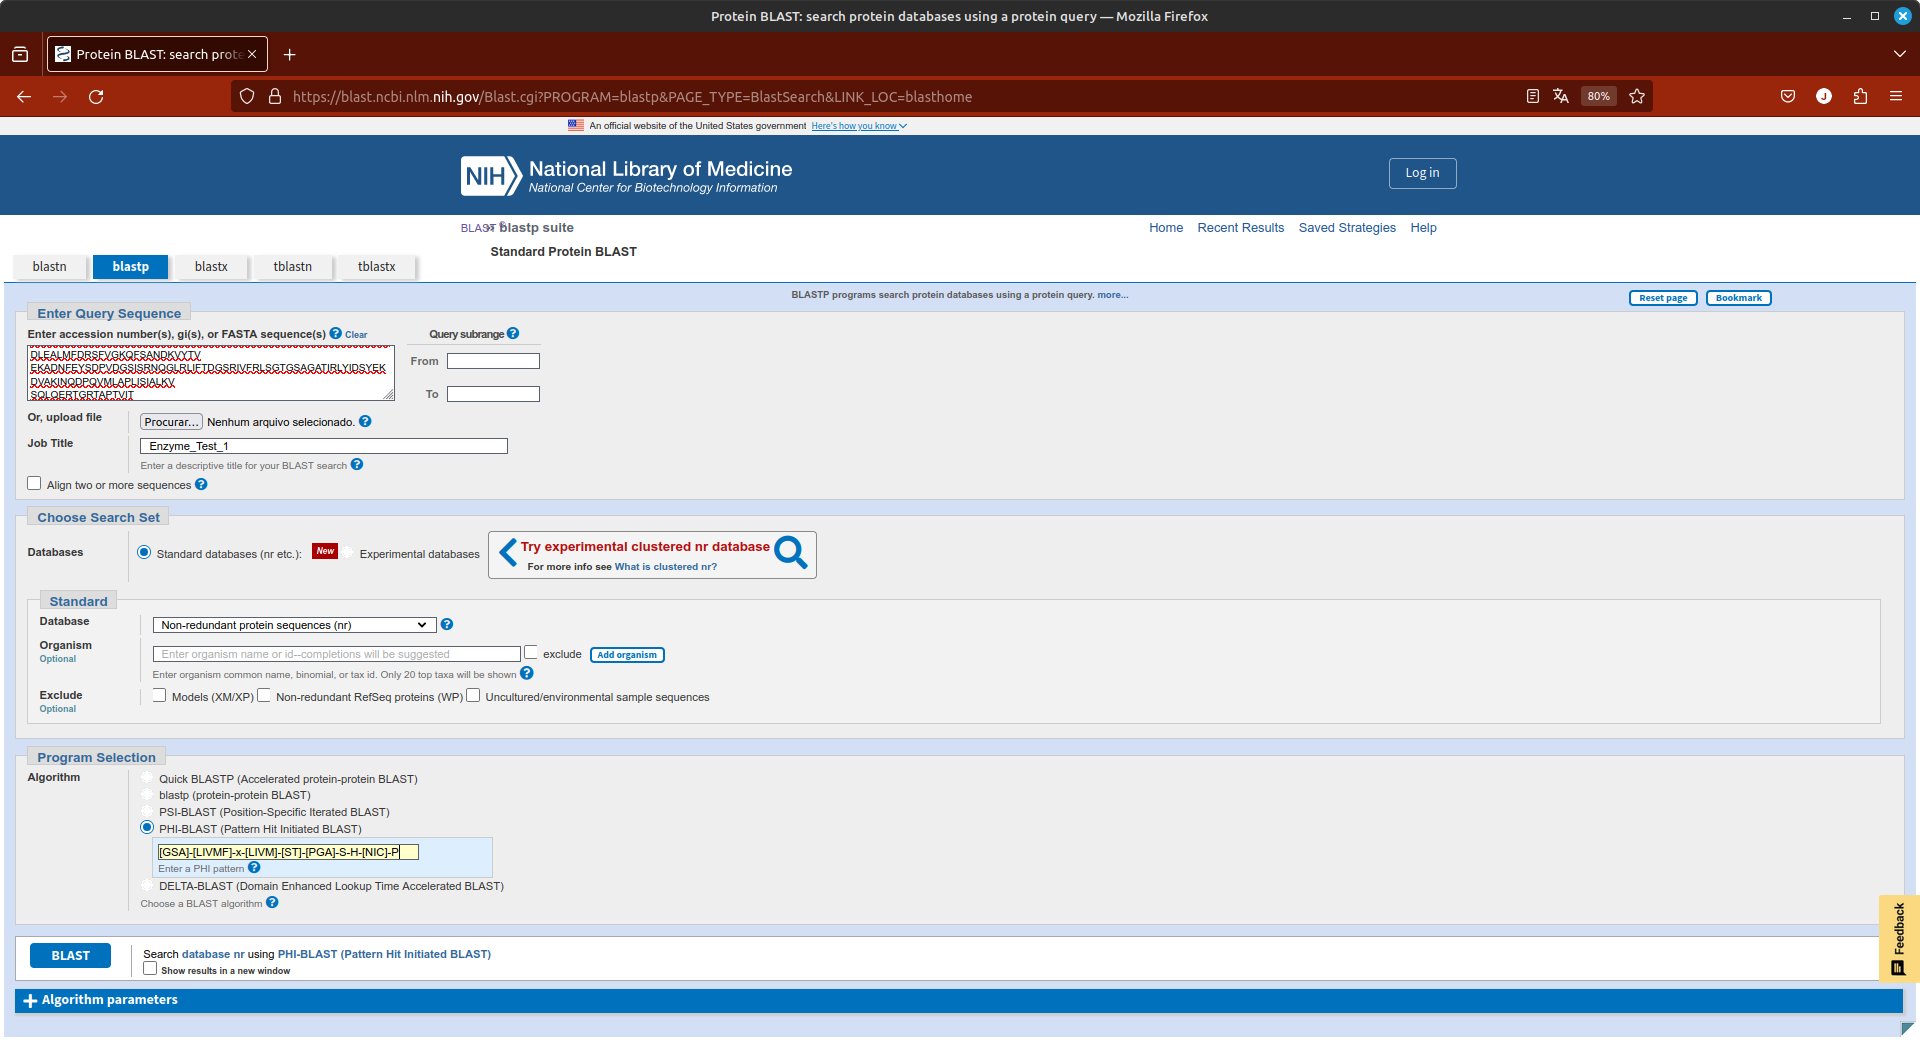 Protein BLAST: search protein databases using a protein query — Mozilla Firefox
Protein BLAST: search prote
https://blast.ncbi.nlm.nih.gov/Blast.cgi?PROGRAM=blastp&PAGE_TYPE=BlastSearch&LINK_LOC=blasthome
80%
J
An official website of the United States government Here's how you know
NIH National Library of Medicine
National Center for Biotechnology Information
Log in
BLAST » blastp suite
Home Recent Results Saved Strategies Help
Standard Protein BLAST
blastn blastp blastx tblastn tblastx
BLASTP programs search protein databases using a protein query. more...
Reset page Bookmark
Enter Query Sequence
Enter accession number(s), gi(s), or FASTA sequence(s) ? Clear
Query subrange ?
DLEALMFDRSFVGKQFSANDKVYTV
EKADNFEYSDPVDGSISRNQGLRLIFTDGSRIVFRLSGTGSAGATIRLYIDSYEK
DVAKINQDPQVMLAPLISIALKV
SQLQERTGRTAPTVIT
From
To
Or, upload file
Procurar... Nenhum arquivo selecionado. ?
Job Title
Enzyme_Test_1
Enter a descriptive title for your BLAST search ?
Align two or more sequences ?
Choose Search Set
Databases
Standard databases (nr etc.): New Experimental databases
Try experimental clustered nr database
For more info see What is clustered nr?
Standard
Database
Non-redundant protein sequences (nr) ?
Organism
Optional
Enter organism name or id--completions will be suggested exclude Add organism
Enter organism common name, binomial, or tax id. Only 20 top taxa will be shown ?
Exclude
Optional
Models (XM/XP) Non-redundant RefSeq proteins (WP) Uncultured/environmental sample sequences
Program Selection
Algorithm
Quick BLASTP (Accelerated protein-protein BLAST)
blastp (protein-protein BLAST)
PSI-BLAST (Position-Specific Iterated BLAST)
PHI-BLAST (Pattern Hit Initiated BLAST)
[GSA]-[LIVMF]-x-[LIVM]-[ST]-[PGA]-S-H-[NIC]-P
Enter a PHI pattern ?
DELTA-BLAST (Domain Enhanced Lookup Time Accelerated BLAST)
Choose a BLAST algorithm ?
Feedback
BLAST
Search database nr using PHI-BLAST (Pattern Hit Initiated BLAST)
Show results in a new window
Algorithm parameters